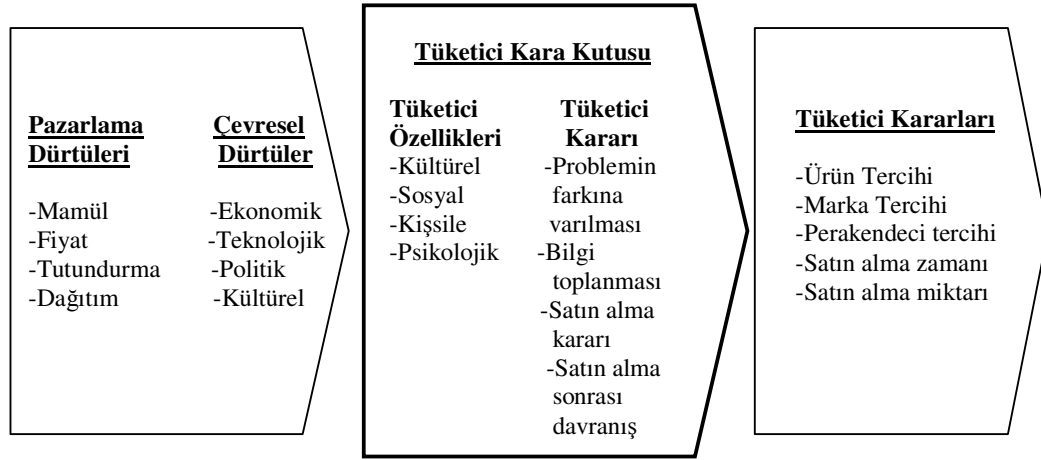 Pazarlama
Dürtüleri
-Mamül
-Fiyat
-Tutundurma
-Dağıtım
Çevresel
Dürtüler
-Ekonomik
-Teknolojik
-Politik
-Kültürel
Tüketici Kara Kutusu
Tüketici
Özellikleri
-Kültürel
-Sosyal
-Kişsile
-Psikolojik
Tüketici
Kararı
-Problemin
farkına
varılması
-Bilgi
toplanması
-Satın alma
kararı
-Satın alma
sonrası
davranış
Tüketici Kararları
-Ürün Tercihi
-Marka Tercihi
-Perakendeci tercihi
-Satın alma zamanı
-Satın alma miktarı